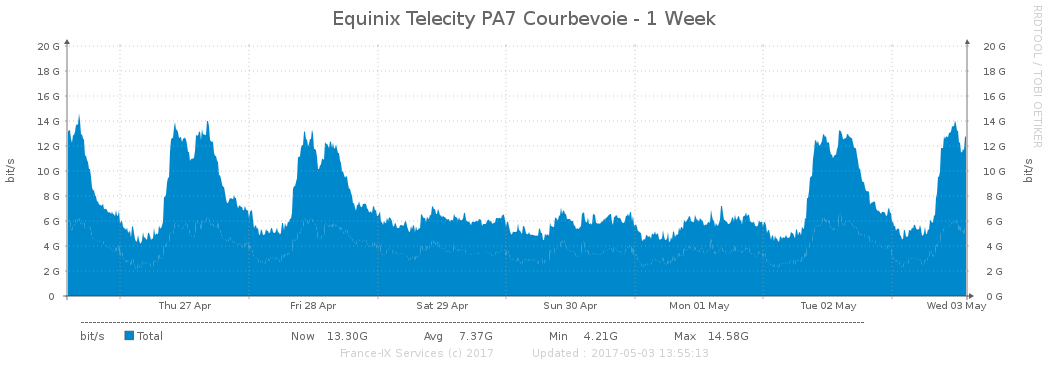 Equinix Telecity PA7 Courbevoie - 1 Week
RRDTOOL / TOBI OETIKER
20 G 20 G
18 G 18 G
16 G 16 G
14 G 14 G
12 G 12 G
10 G 10 G
8 G 8 G
6 G 6 G
4 G 4 G
2 G 2 G
0 0 G
bit/s bit/s
Thu 27 Apr Fri 28 Apr Sat 29 Apr Sun 30 Apr Mon 01 May Tue 02 May Wed 03 May
bit/s Total Now 13.30G Avg 7.37G Min 4.21G Max 14.58G
France-IX Services (c) 2017 Updated : 2017-05-03 13:55:13